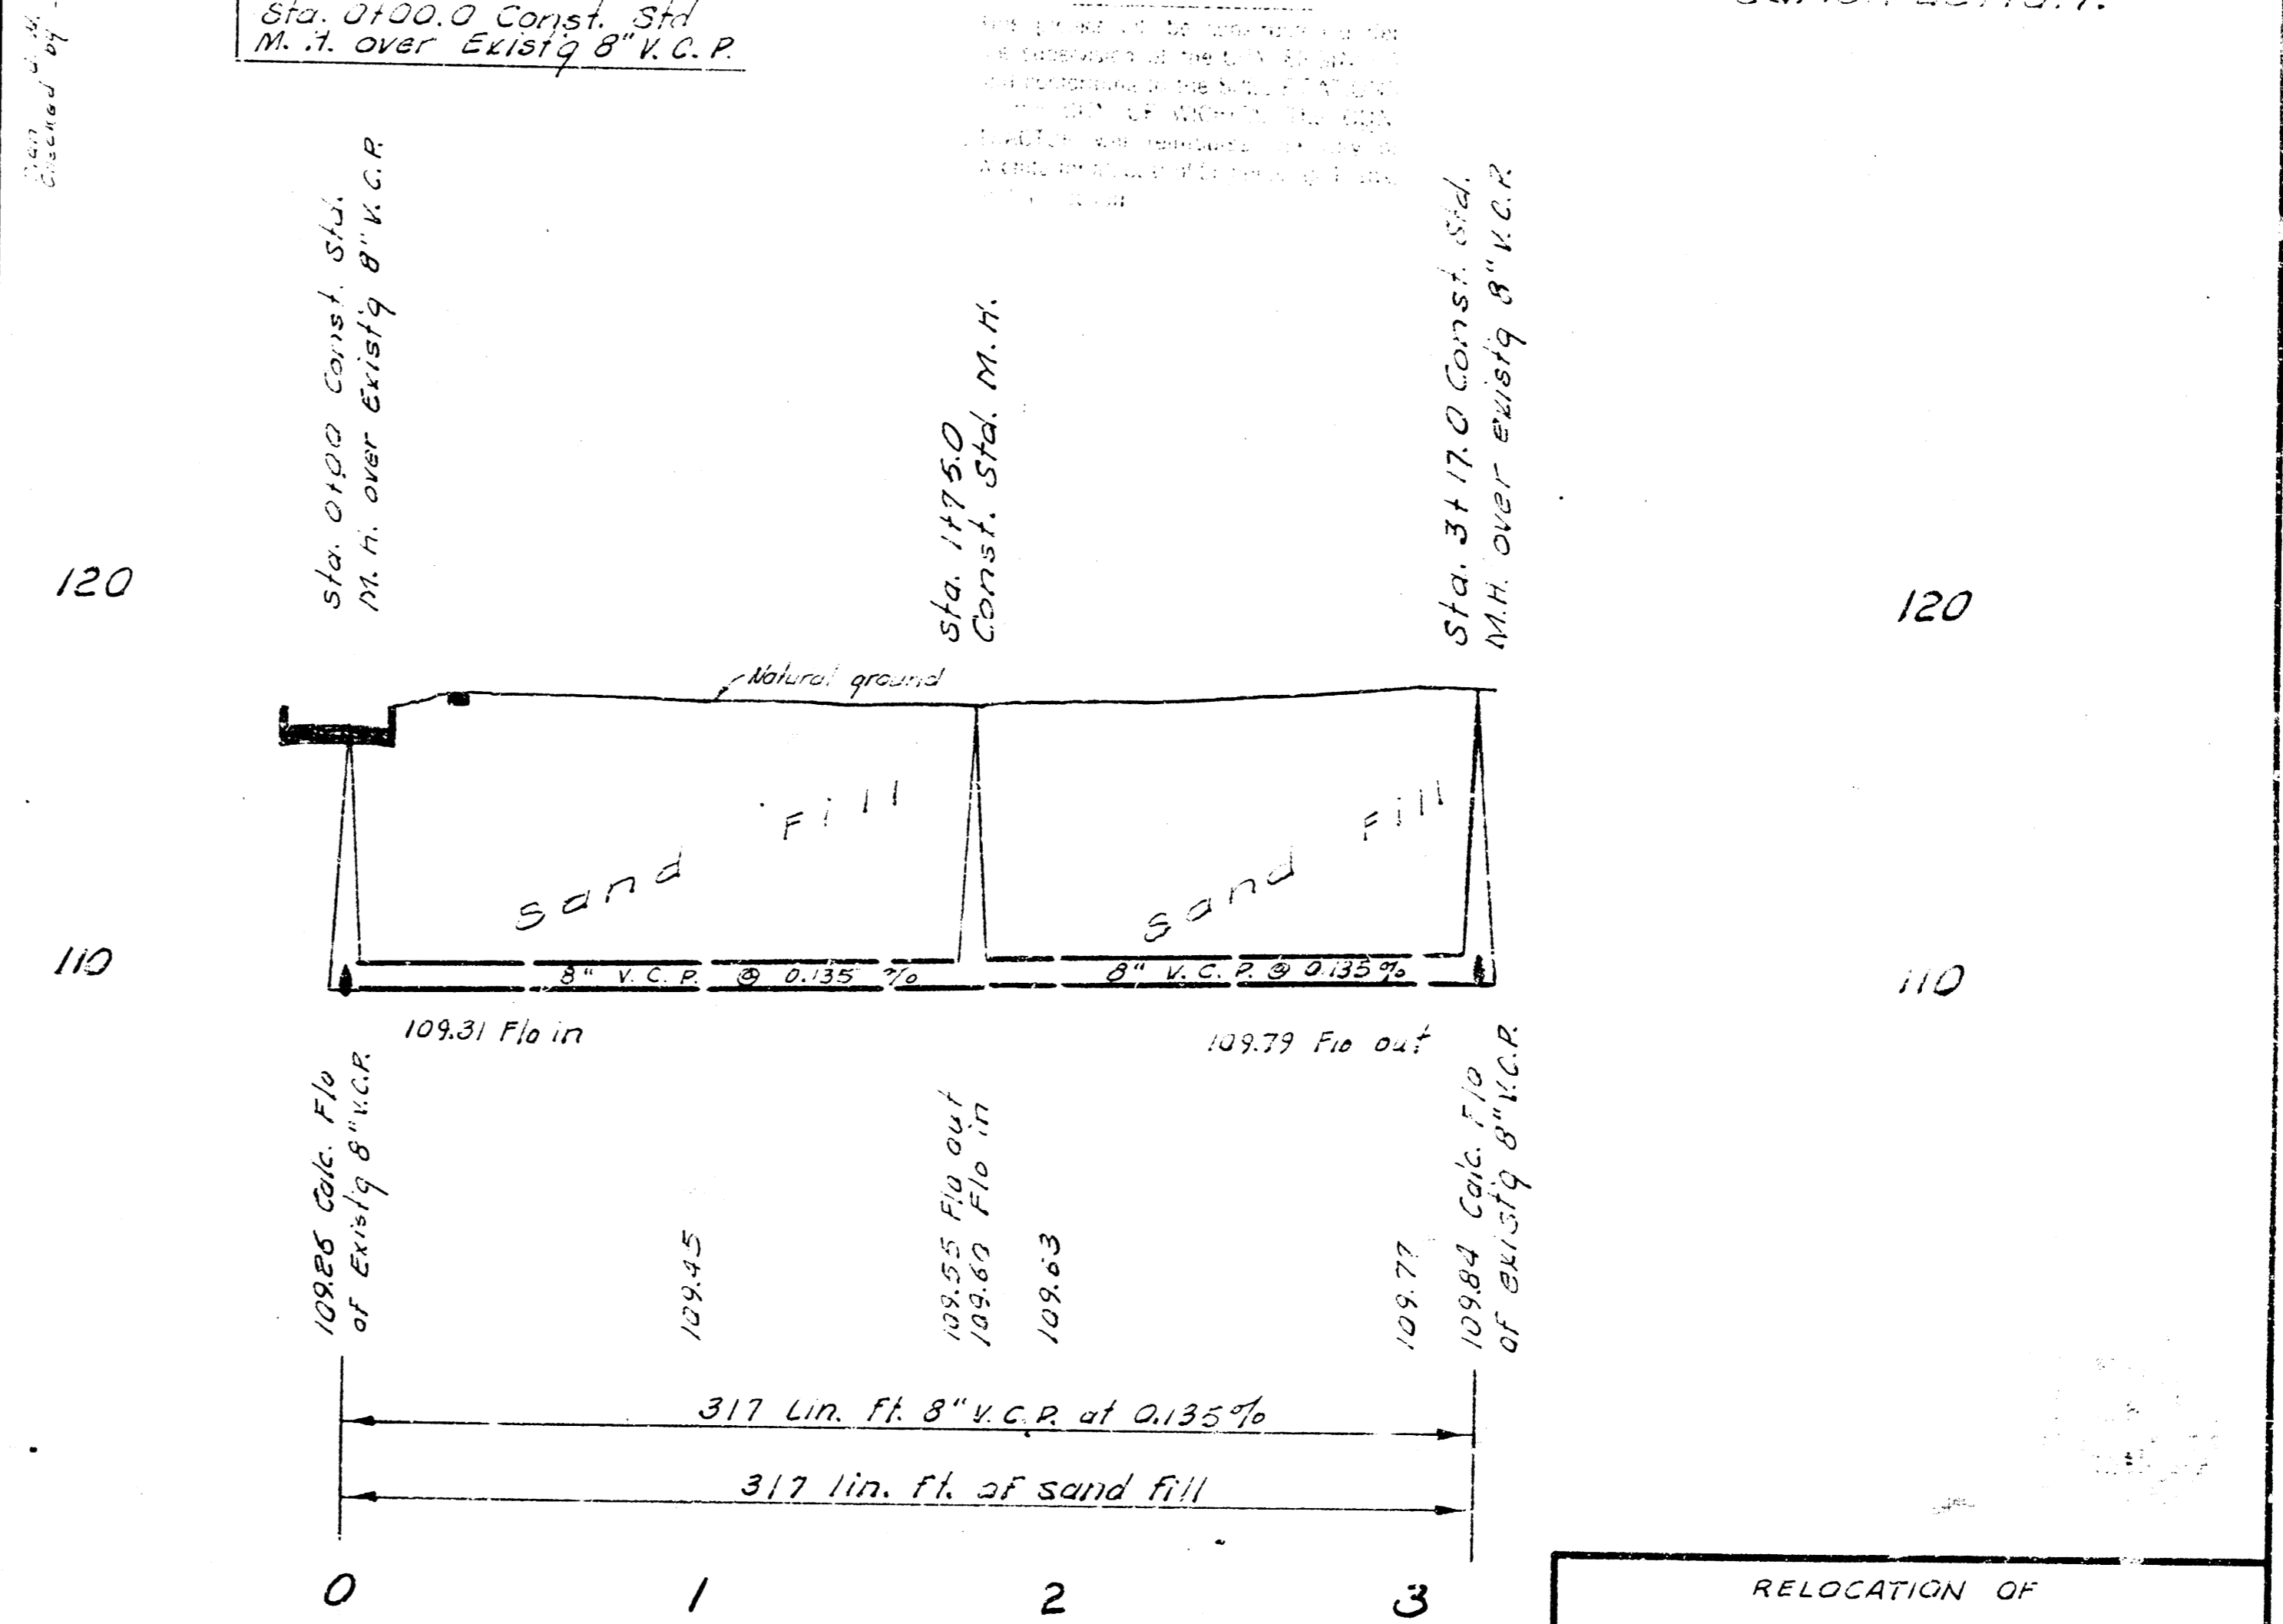 Sta. 0+00.0 Const. Std
M. H. over Existg 8" V.C.P.
checked by
Sta. 0+00 Const. Std.
M. H. over Existg 8" V.C.P.
Sta. 1+75.0
Const. Std. M.H.
Sta. 3+17.0 Const. Std.
M.H. over existg 8" V.C.P.
120
120
Natural ground
Sand Fill
Sand Fill
110
110
8" V.C.P. @ 0.135 %
8" V.C.P. @ 0.135%
109.31 Flo in
109.79 Flo out
109.26 Calc. Flo
of Existg 8" V.C.P.
109.45
109.55 Flo out
109.60 Flo in
109.63
109.77
109.84 Calc. Flo
of existg 8" V.C.P.
317 Lin. Ft. 8" V.C.P. at 0.135%
317 lin. ft. of sand fill
0 1 2 3
RELOCATION OF